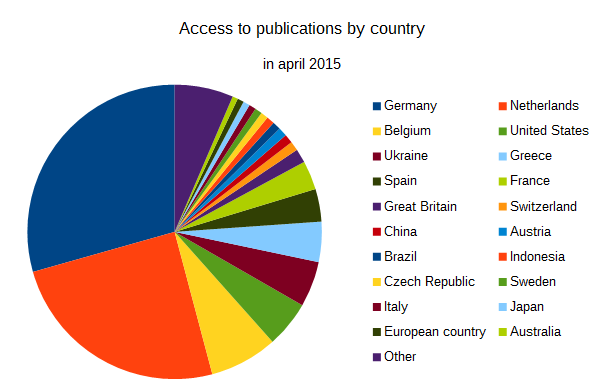 Access to publications by country
in april 2015
Germany
Netherlands
Belgium
United States
Ukraine
Greece
Spain
France
Great Britain
Switzerland
China
Austria
Brazil
Indonesia
Czech Republic
Sweden
Italy
Japan
European country
Australia
Other